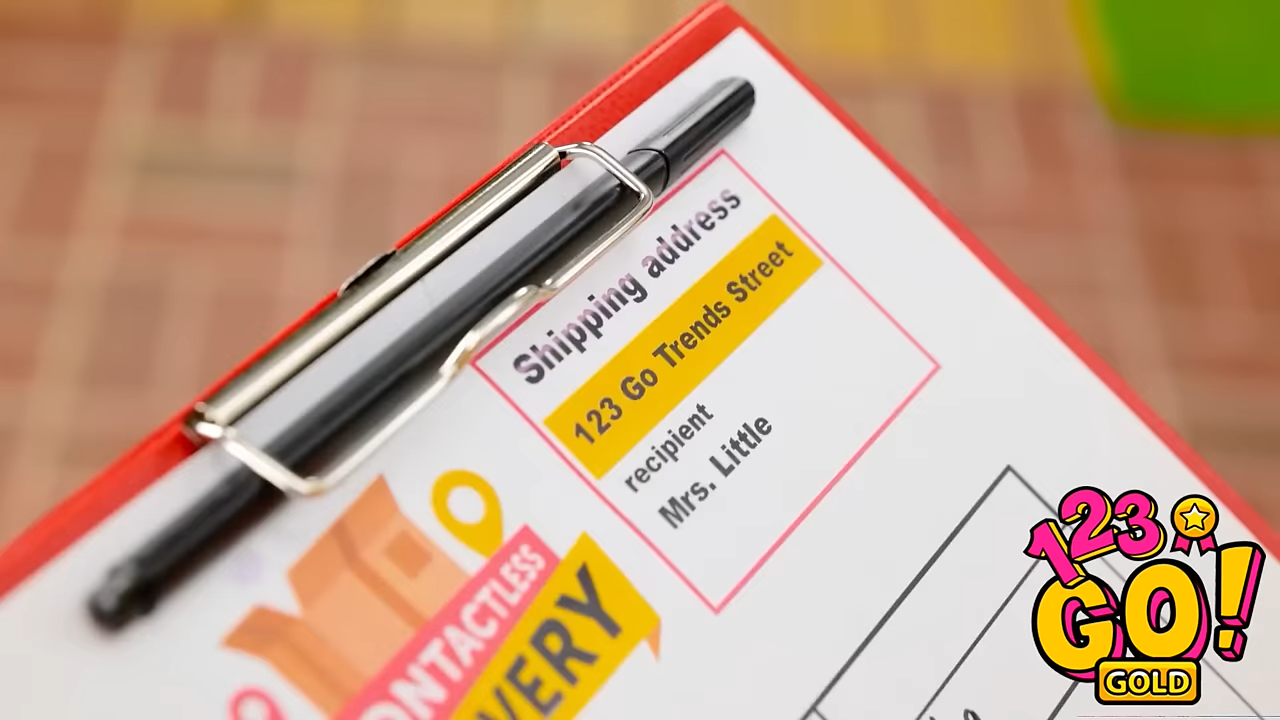 Shipping address
123 Go Trends Street
recipient
Mrs. Little
ONTACTLESS
VERY
123
GO!
GOLD